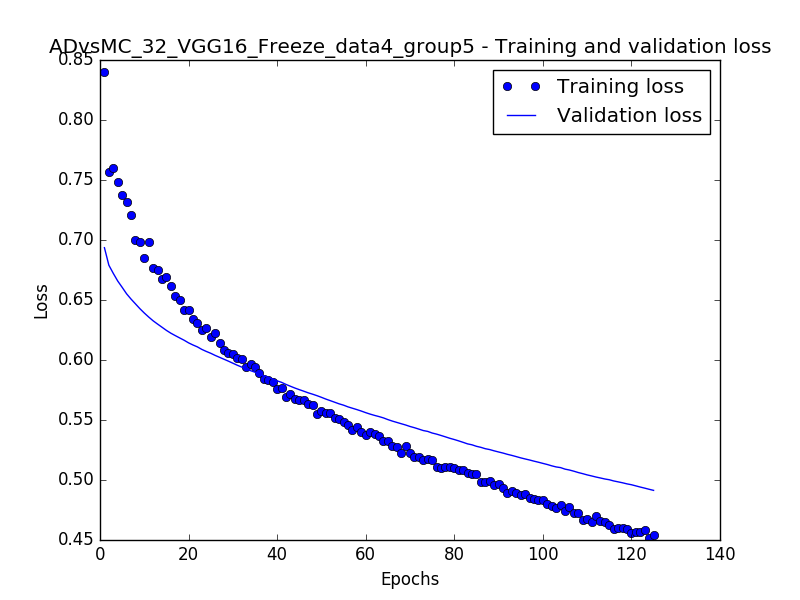 ADvsMC_32_VGG16_Freeze_data4_group5 - Training and validation loss
0.85
0.80
0.75
0.70
0.65
0.60
0.55
0.50
0.45
Loss
Training loss
Validation loss
0 20 40 60 80 100 120 140
Epochs